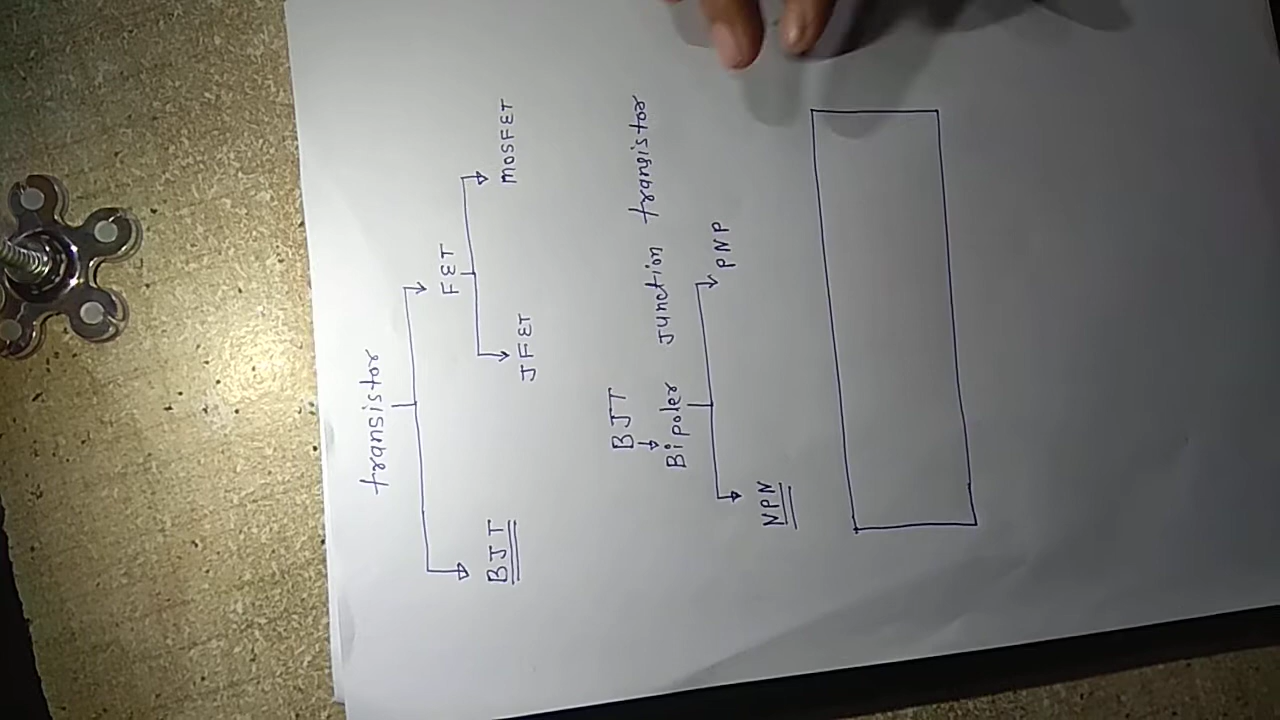 transistor
BJT FET
JFET MOSFET
BJT
Bipoler Junction transistor
NPN PNP